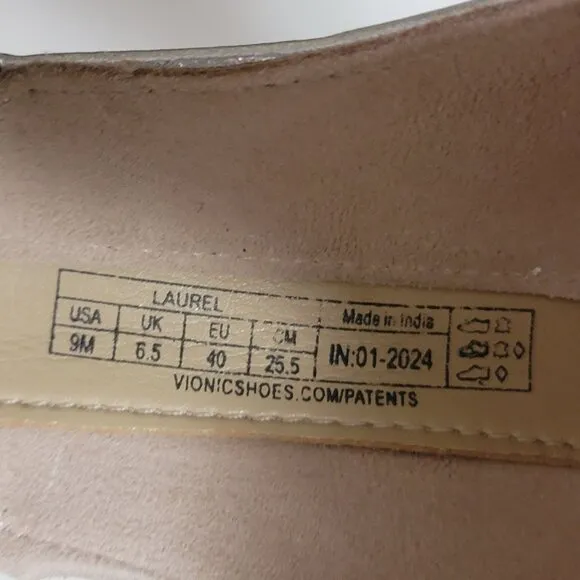 LAUREL
USA UK EU CM Made in India
9M 6.5 40 25.5 IN:01-2024
VIONICSHOES.COM/PATENTS